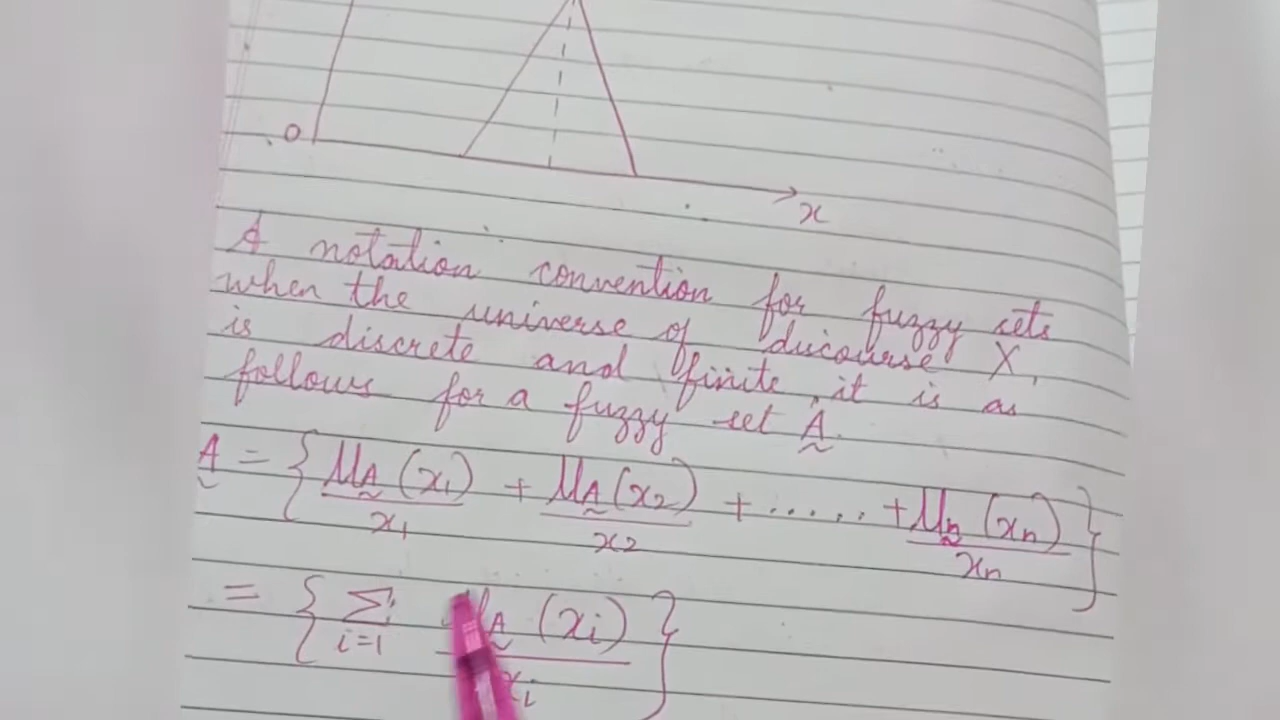 0
x
A notation convention for fuzzy sets
when the universe of discourse X,
is discrete and finite, it is as
follows for a fuzzy set A̰.
A̰ = { μA̰(x1)/x1 + μA̰(x2)/x2 + ..... + μn̰(xn)/xn }
= { Σ i=1 μA̰(xi)/xi }